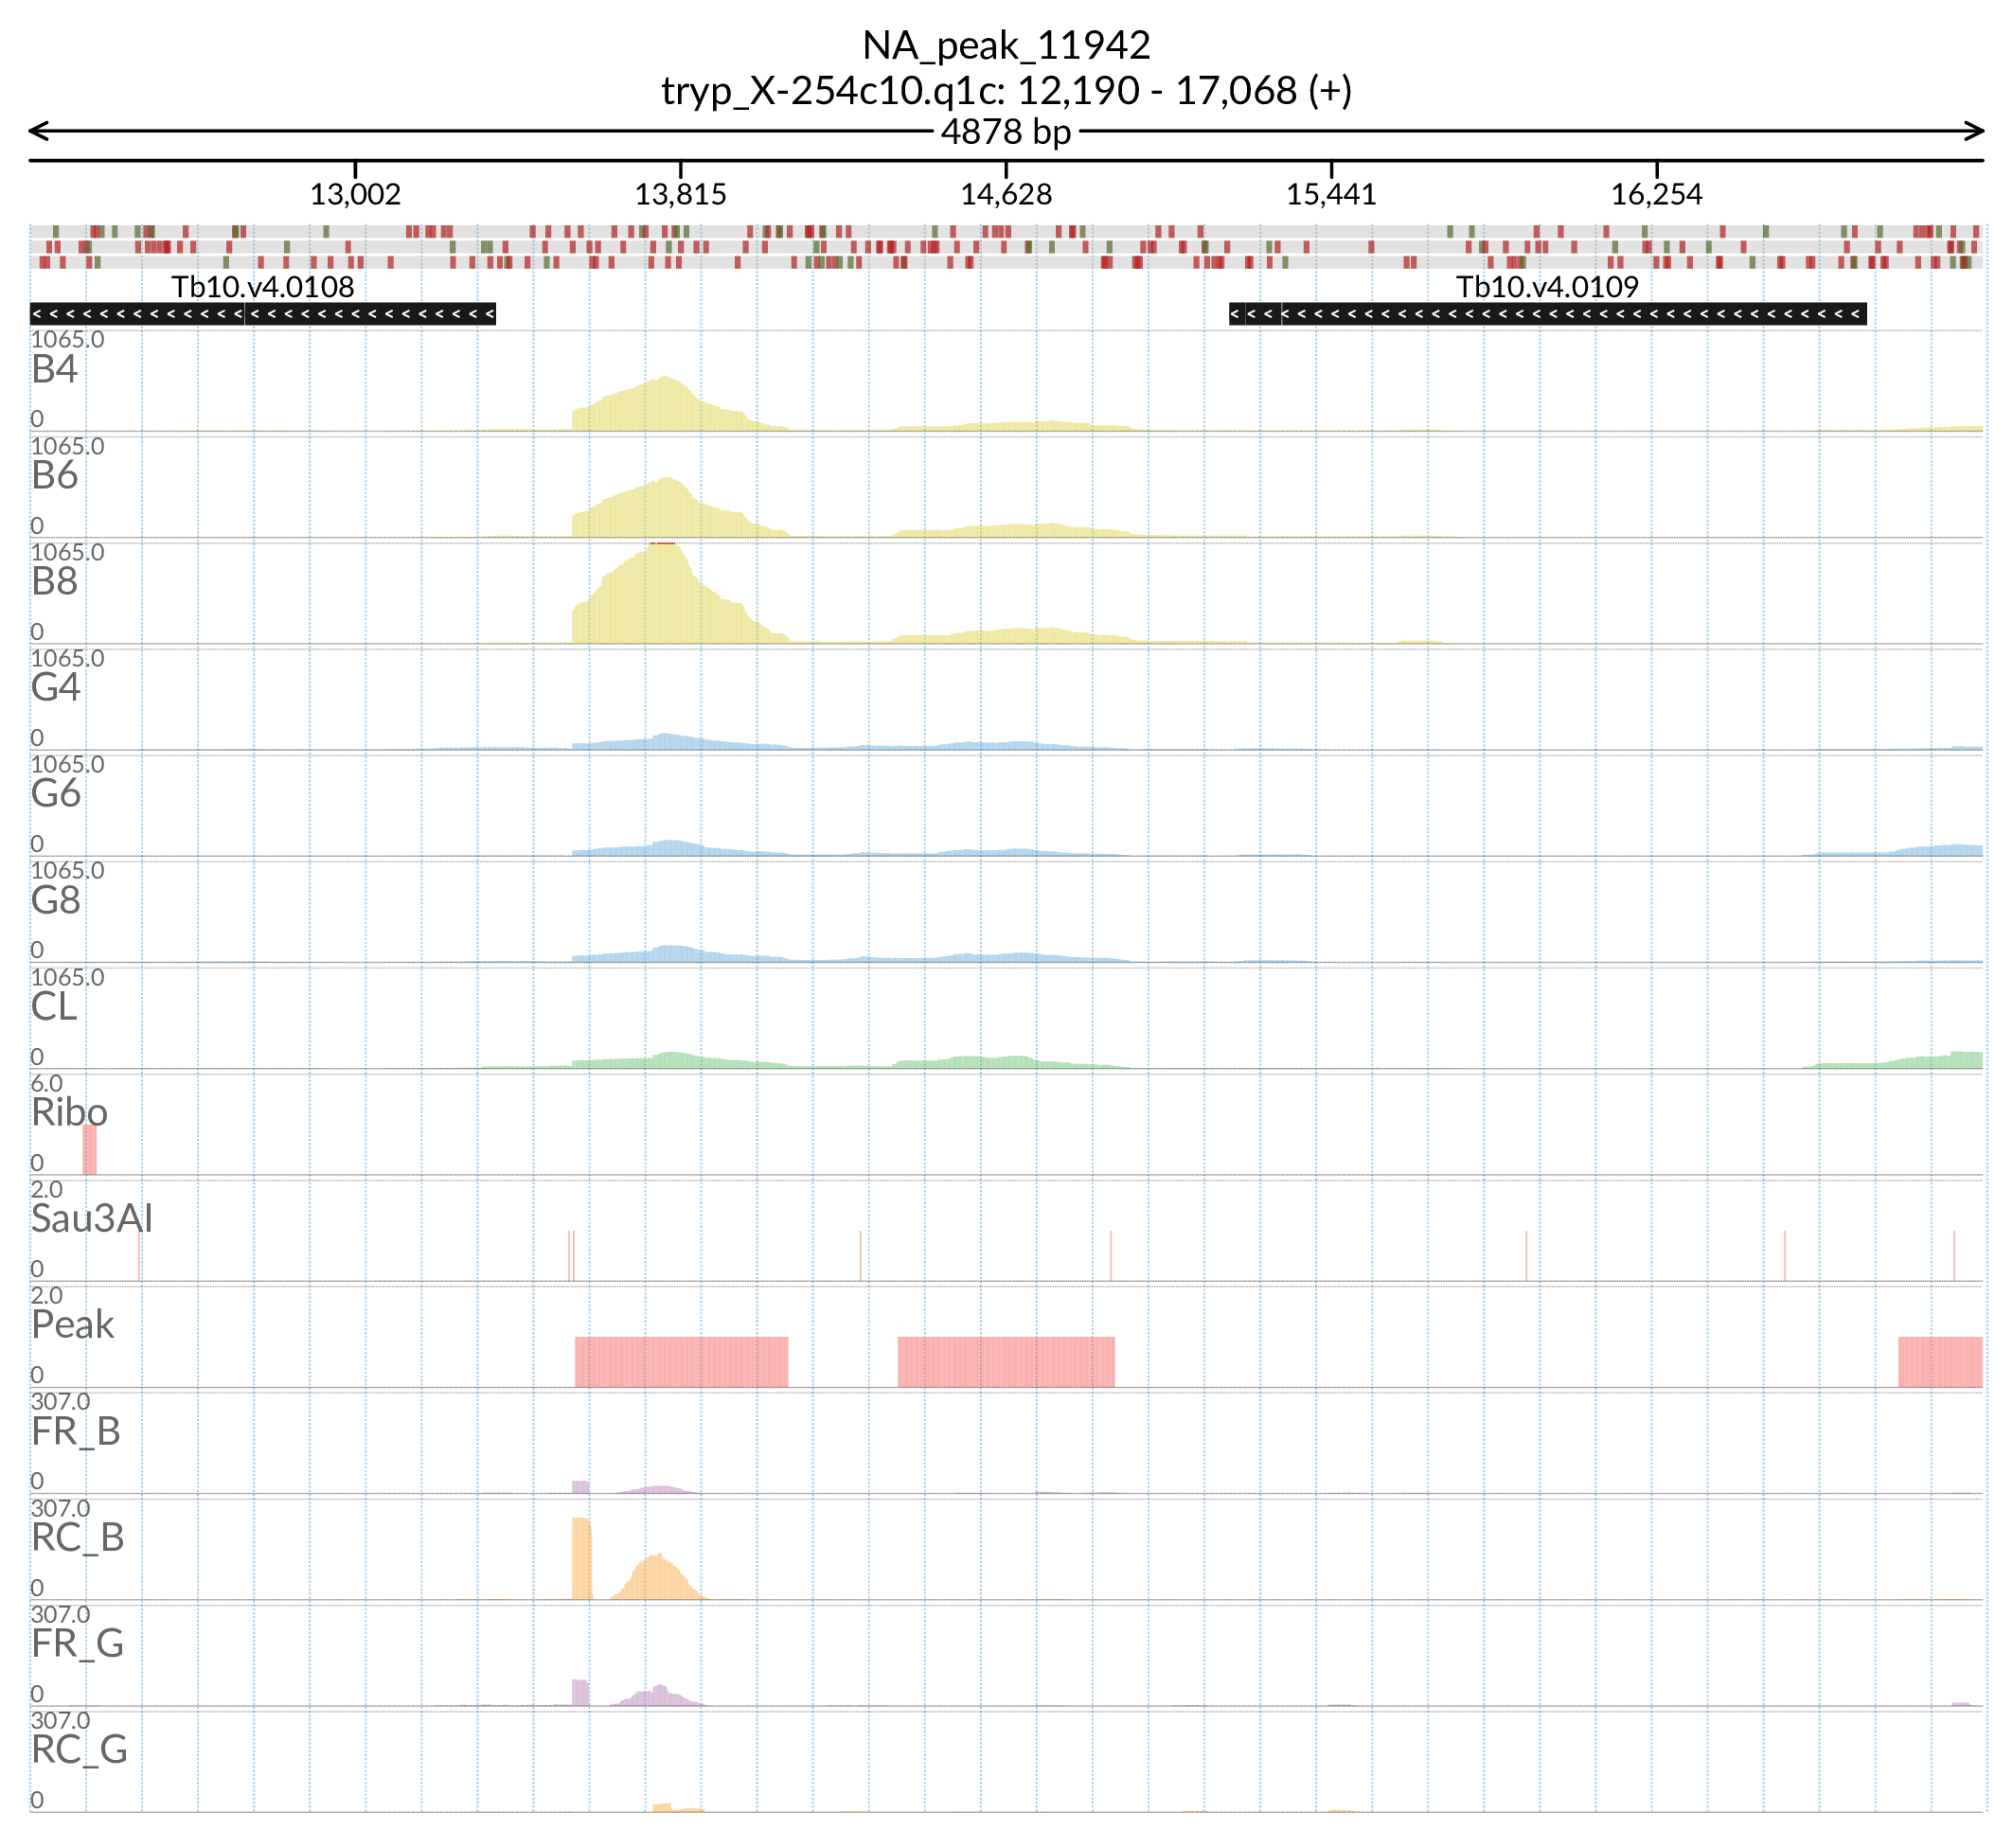 NA_peak_11942
tryp_X-254c10.q1c: 12,190 - 17,068 (+)
4878 bp
13,002 13,815 14,628 15,441 16,254
Tb10.v4.0108 Tb10.v4.0109
1065.0
B4
0
1065.0
B6
0
1065.0
B8
0
1065.0
G4
0
1065.0
G6
0
1065.0
G8
0
1065.0
CL
0
6.0
Ribo
0
2.0
Sau3AI
0
2.0
Peak
0
307.0
FR_B
0
307.0
RC_B
0
307.0
FR_G
0
307.0
RC_G
0